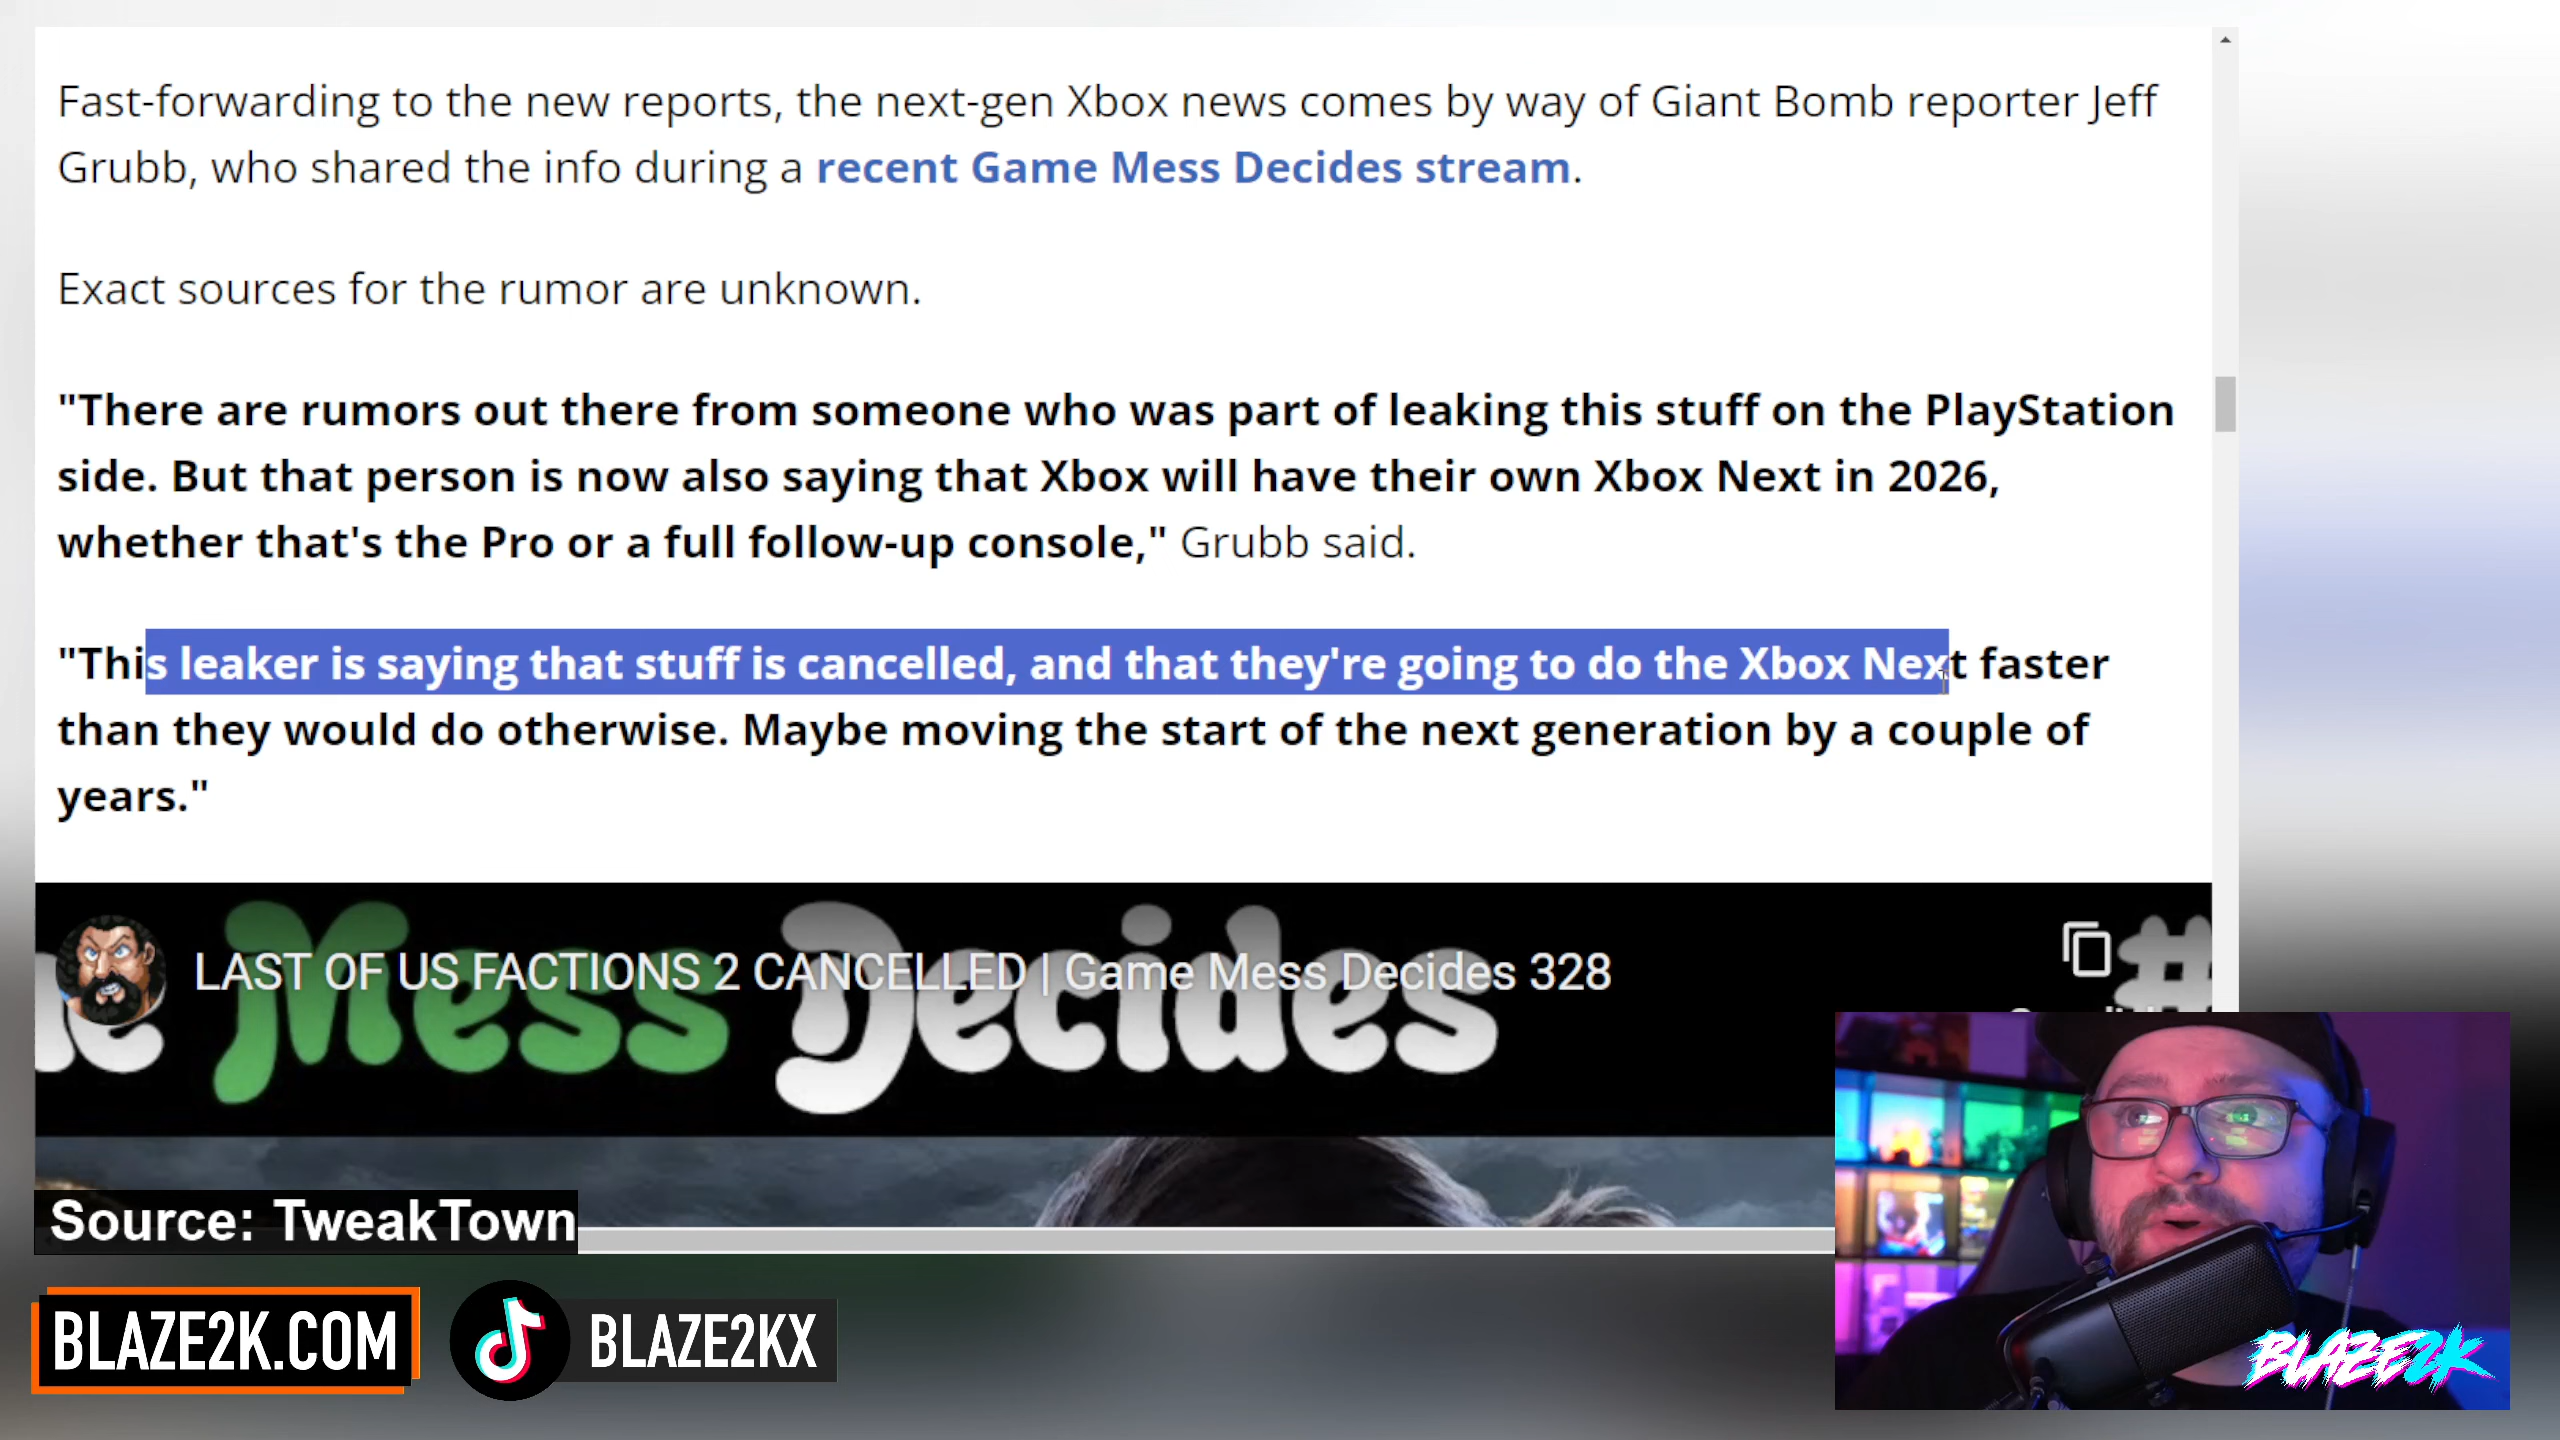 Fast-forwarding to the new reports, the next-gen Xbox news comes by way of Giant Bomb reporter Jeff
Grubb, who shared the info during a recent Game Mess Decides stream.
Exact sources for the rumor are unknown.
"There are rumors out there from someone who was part of leaking this stuff on the PlayStation
side. But that person is now also saying that Xbox will have their own Xbox Next in 2026,
whether that's the Pro or a full follow-up console," Grubb said.
"This leaker is saying that stuff is cancelled, and that they're going to do the Xbox Next faster
than they would do otherwise. Maybe moving the start of the next generation by a couple of
years."
LAST OF US FACTIONS 2 CANCELLED | Game Mess Decides 328
Mess Decides #
Source: TweakTown
BLAZE2K.COM
BLAZE2KX
BLAZE2K